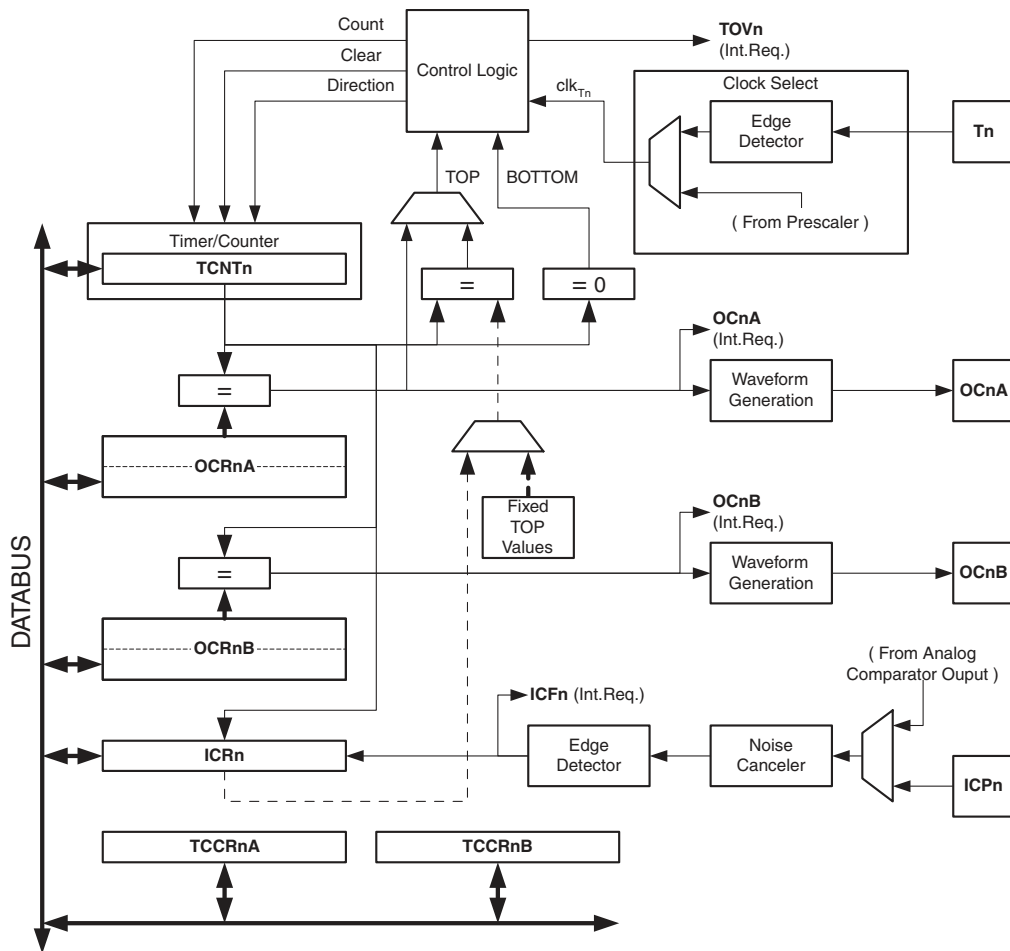 Count
Clear
Direction
Control Logic
TOVn
(Int.Req.)
clkTn
Clock Select
Edge
Detector
Tn
( From Prescaler )
TOP
BOTTOM
Timer/Counter
TCNTn
=
= 0
OCnA
(Int.Req.)
=
Waveform
Generation
OCnA
OCRnA
Fixed
TOP
Values
OCnB
(Int.Req.)
=
Waveform
Generation
OCnB
OCRnB
DATABUS
( From Analog
Comparator Ouput )
ICFn (Int.Req.)
ICRn
Edge
Detector
Noise
Canceler
ICPn
TCCRnA
TCCRnB